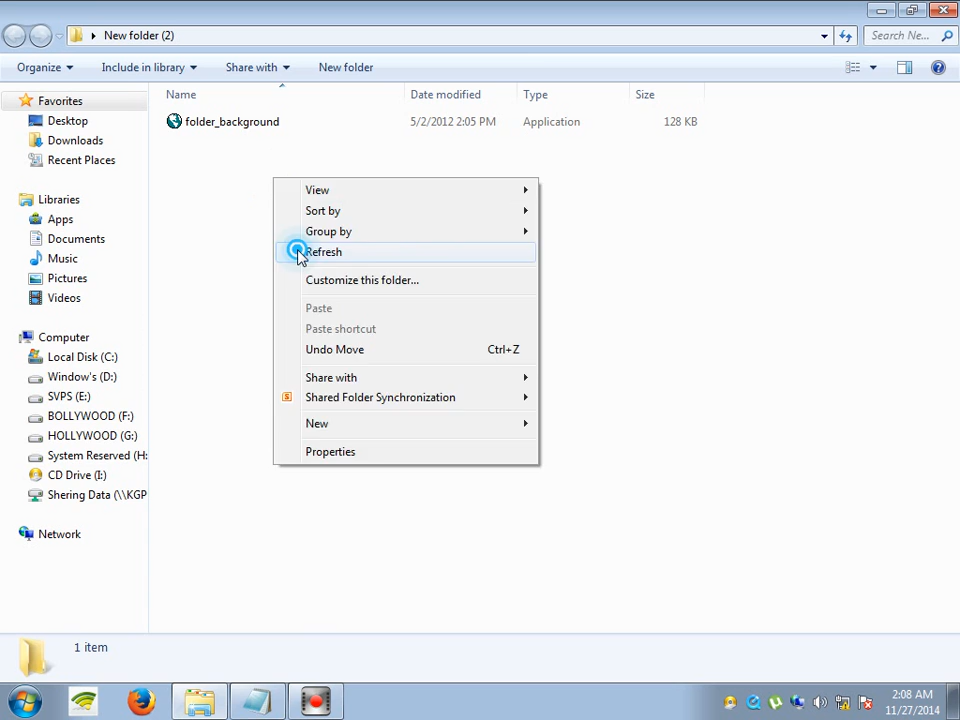 New folder (2)
Search Ne...
Organize
Include in library
Share with
New folder
Name
Date modified
Type
Size
Favorites
Desktop
Downloads
Recent Places
Libraries
Apps
Documents
Music
Pictures
Videos
Computer
Local Disk (C:)
Window's (D:)
SVPS (E:)
BOLLYWOOD (F:)
HOLLYWOOD (G:)
System Reserved (H:
CD Drive (I:)
Shering Data (\\KGP
Network
folder_background
5/2/2012 2:05 PM
Application
128 KB
View
Sort by
Group by
Refresh
Customize this folder...
Paste
Paste shortcut
Undo Move Ctrl+Z
Share with
Shared Folder Synchronization
New
Properties
1 item
2:08 AM
11/27/2014